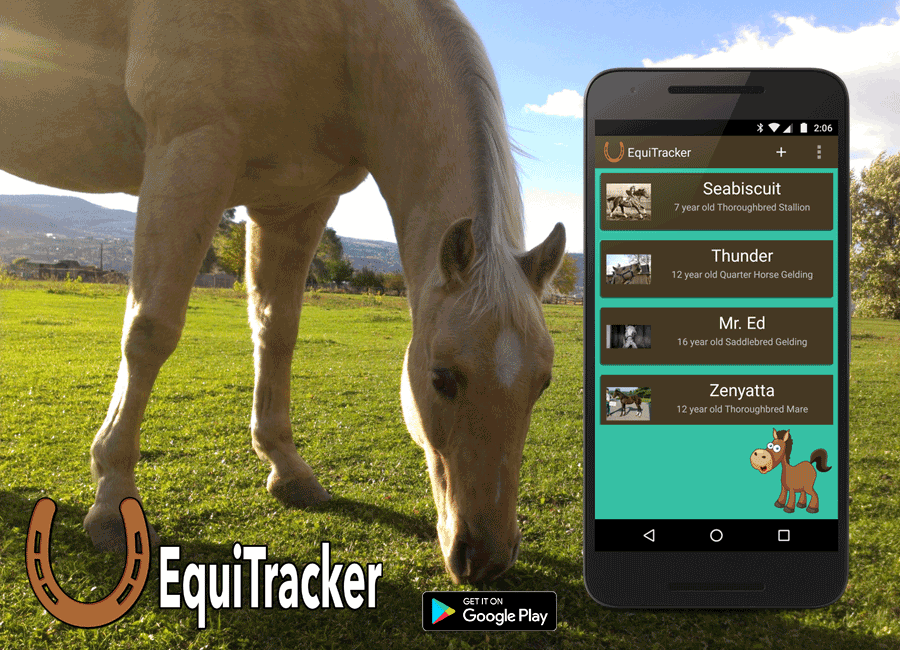 2:06
EquiTracker
Seabiscuit
7 year old Thoroughbred Stallion
Thunder
12 year old Quarter Horse Gelding
Mr. Ed
16 year old Saddlebred Gelding
Zenyatta
12 year old Thoroughbred Mare
EquiTracker
GET IT ON
Google Play